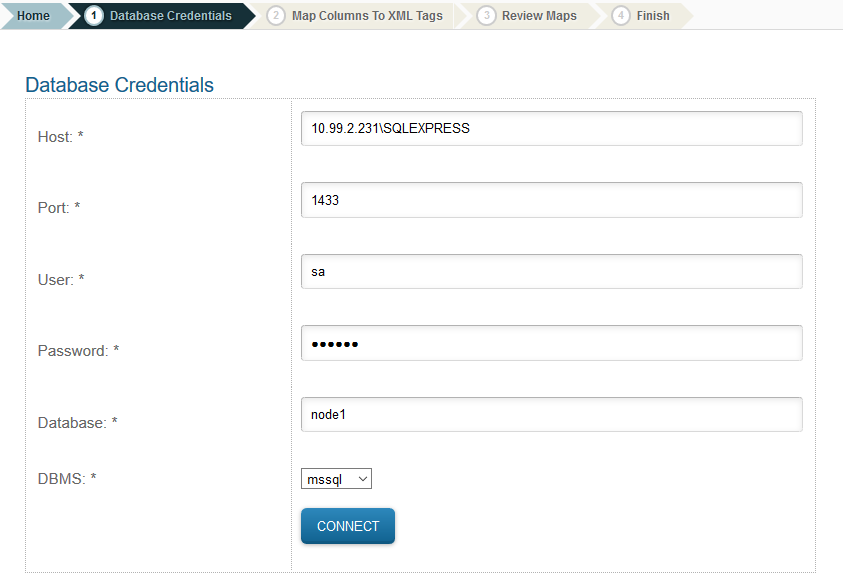 Home 1 Database Credentials 2 Map Columns To XML Tags 3 Review Maps 4 Finish
Database Credentials
Host: * 10.99.2.231\SQLEXPRESS
Port: * 1433
User: * sa
Password: * ••••••
Database: * node1
DBMS: * mssql
CONNECT